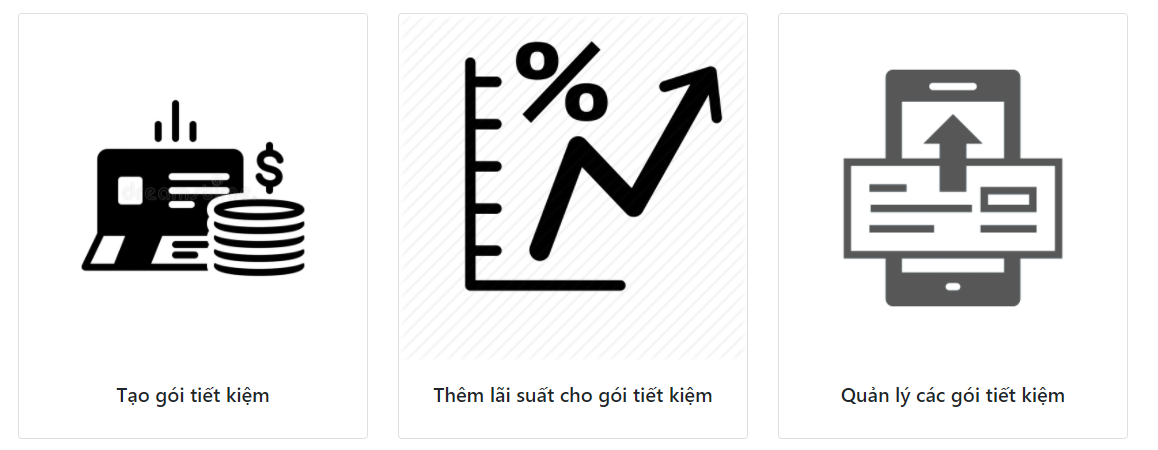 $
%
Tạo gói tiết kiệm
Thêm lãi suất cho gói tiết kiệm
Quản lý các gói tiết kiệm